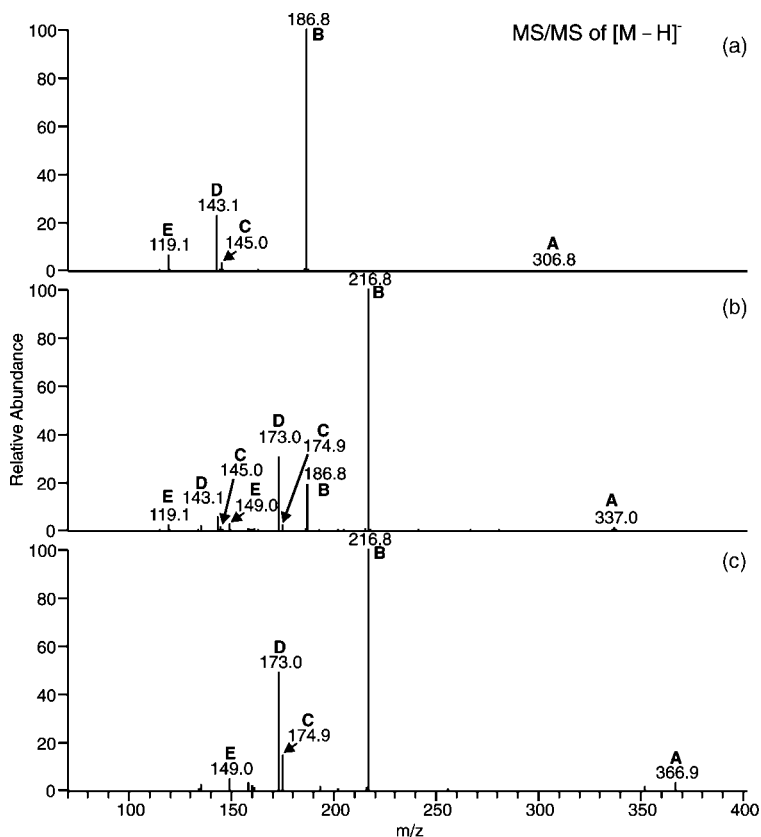 MS/MS of [M – H]⁻
(a)
100
80
60
40
20
0
186.8
B
D
143.1
C
145.0
E
119.1
A
306.8
(b)
100
80
60
40
20
0
216.8
B
D
173.0
C
174.9
C
145.0
186.8
B
D
143.1
E
149.0
E
119.1
A
337.0
Relative Abundance
(c)
100
80
60
40
20
0
216.8
B
D
173.0
C
174.9
E
149.0
A
366.9
100 150 200 250 300 350 400
m/z